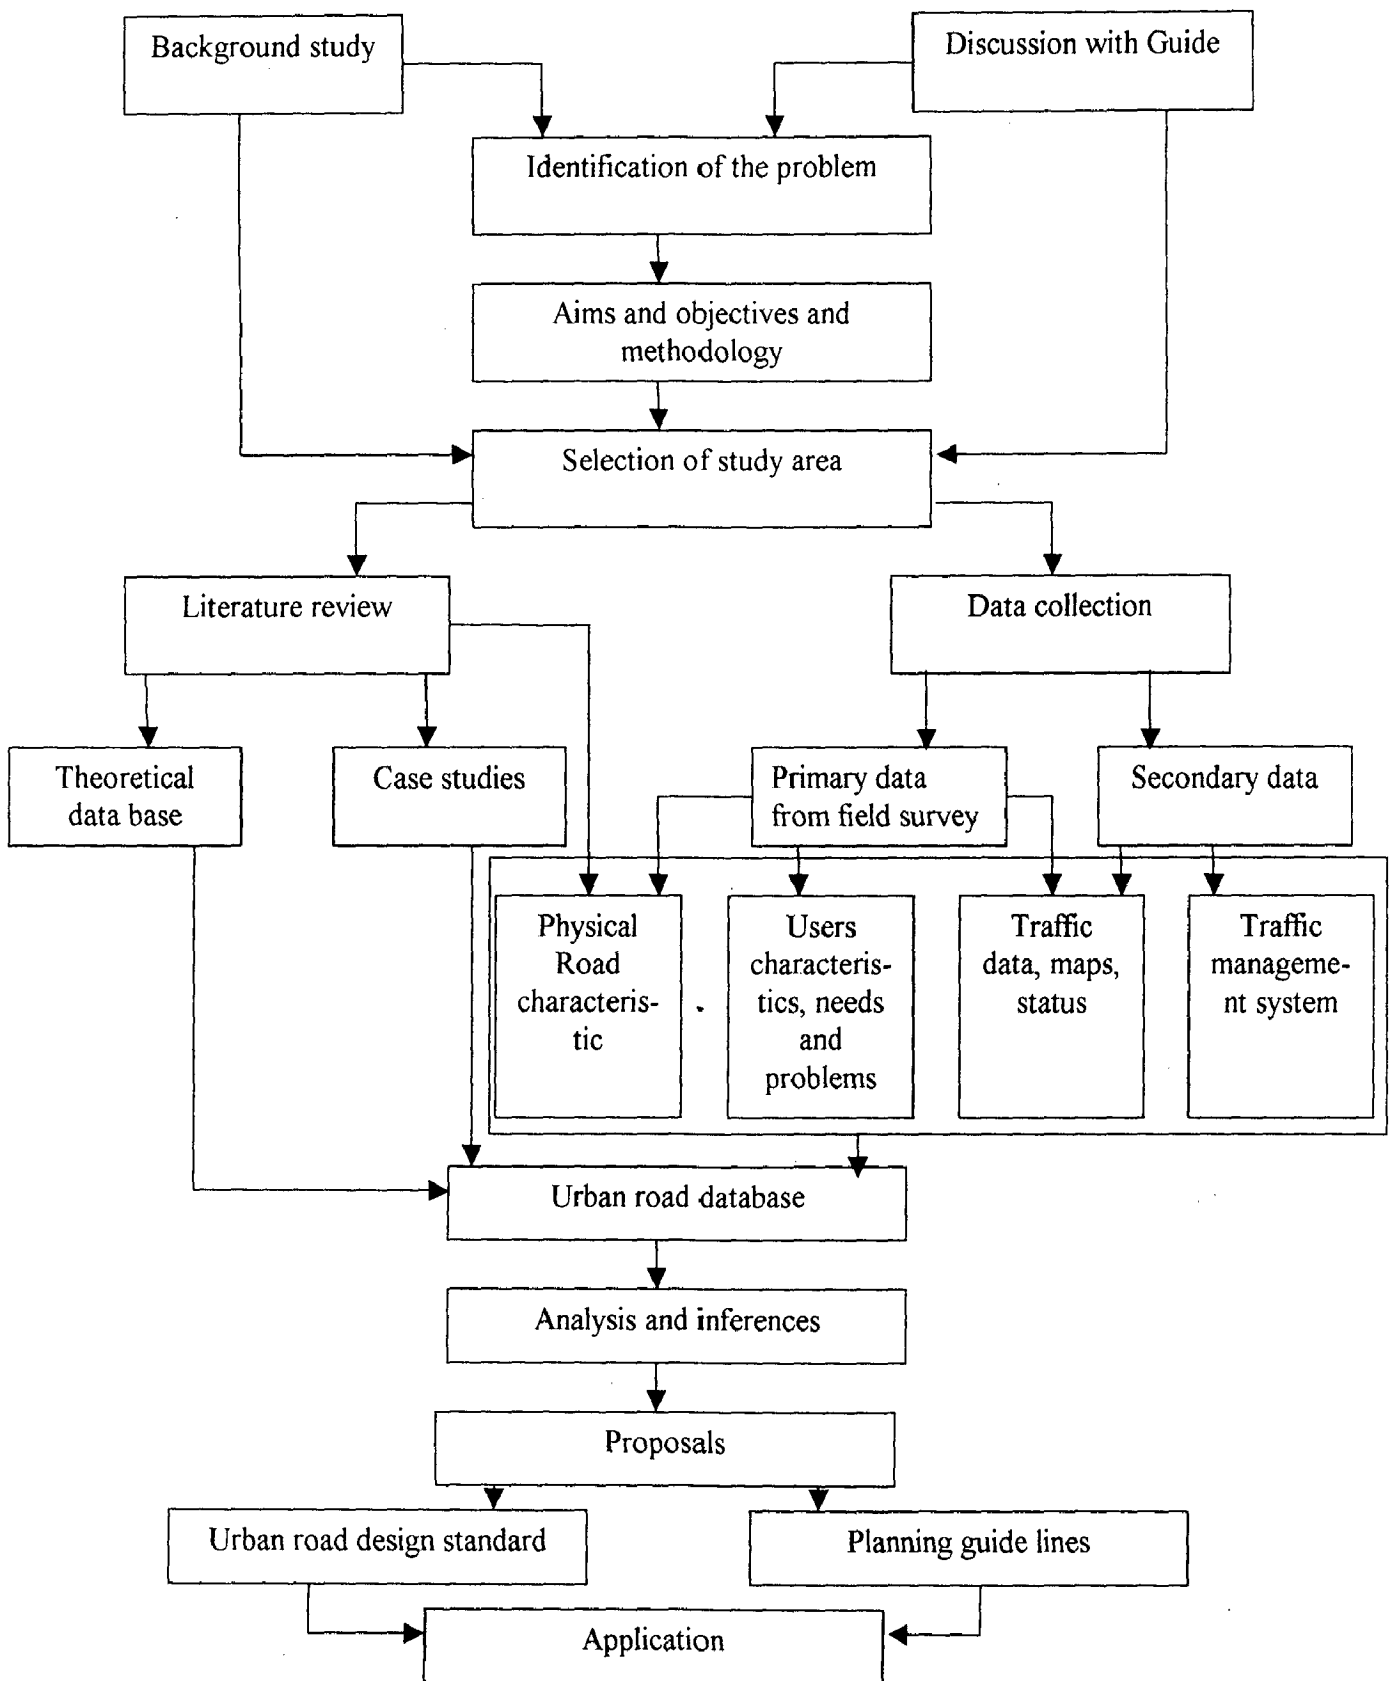 Background study
Discussion with Guide
Identification of the problem
Aims and objectives and
methodology
Selection of study area
Literature review
Data collection
Theoretical
data base
Case studies
Primary data
from field survey
Secondary data
Physical
Road
characteris-
tic
Users
characteris-
tics, needs
and
problems
Traffic
data, maps,
status
Traffic
manageme-
nt system
Urban road database
Analysis and inferences
Proposals
Urban road design standard
Planning guide lines
Application